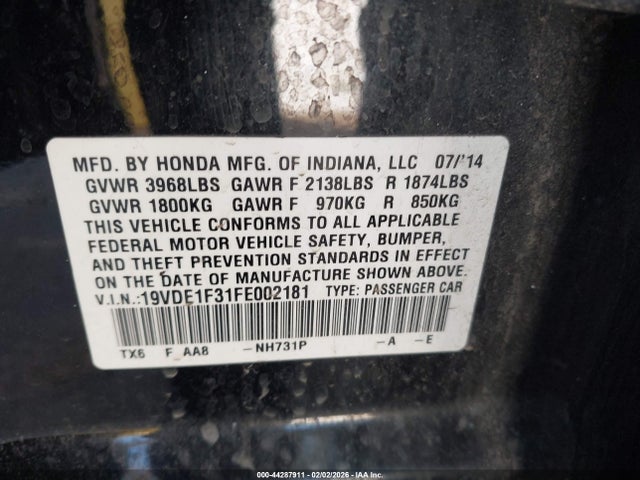 MFD. BY HONDA MFG. OF INDIANA, LLC 07/'14
GVWR 3968LBS GAWR F 2138LBS R 1874LBS
GVWR 1800KG GAWR F 970KG R 850KG
THIS VEHICLE CONFORMS TO ALL APPLICABLE
FEDERAL MOTOR VEHICLE SAFETY, BUMPER,
AND THEFT PREVENTION STANDARDS IN EFFECT
ON THE DATE OF MANUFACTURE SHOWN ABOVE.
V.I.N.:19VDE1F31FE002181 TYPE: PASSENGER CAR
TX6 F AA8 -NH731P -A -E
000-44287911 - 02/02/2026 - IAA Inc.